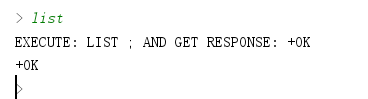 > list
EXECUTE: LIST ; AND GET RESPONSE: +OK
+OK
>